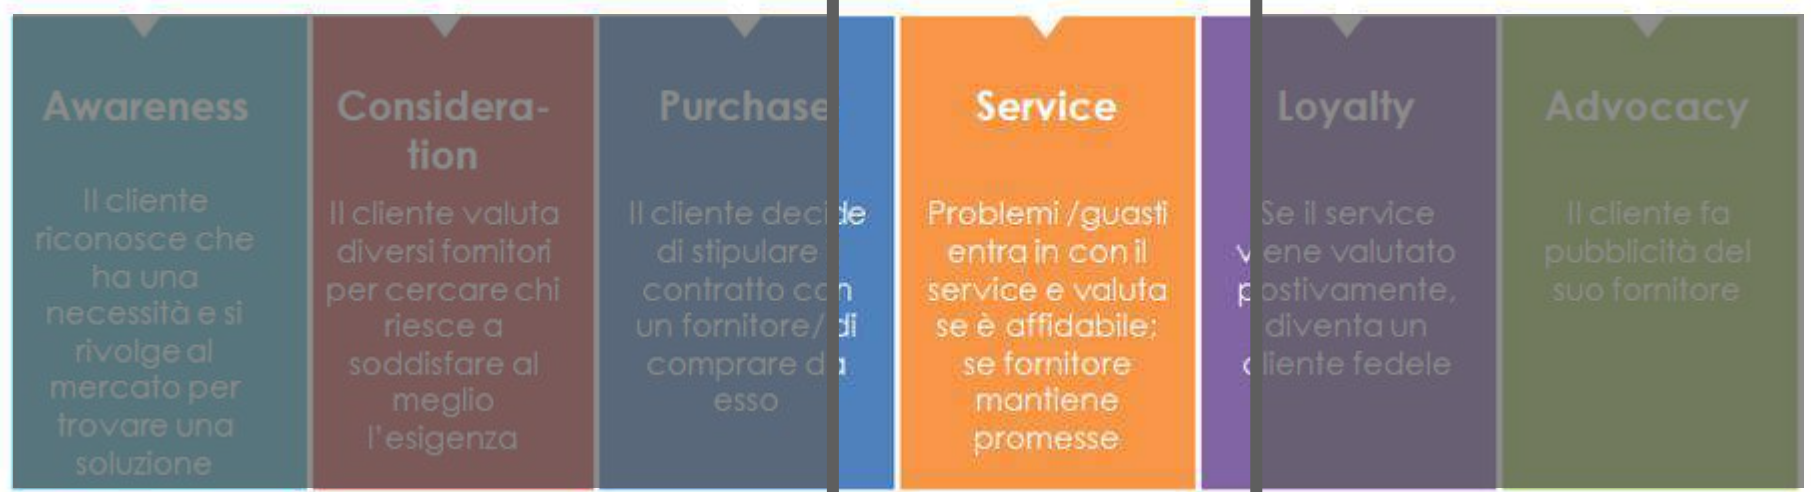 Awareness
Il cliente
riconosce che
ha una
necessità e si
rivolge al
mercato per
trovare una
soluzione
Considera-
tion
Il cliente valuta
diversi fornitori
per cercare chi
riesce a
soddisfare al
meglio
l'esigenza
Purchase
Il cliente decide
di stipulare
contratto con
un fornitore/ di
comprare da
esso
Service
Problemi /guasti
entra in con il
service e valuta
se è affidabile;
se fornitore
mantiene
promesse
Loyalty
Se il service
viene valutato
postivamente,
diventa un
cliente fedele
Advocacy
Il cliente fa
pubblicità del
suo fornitore